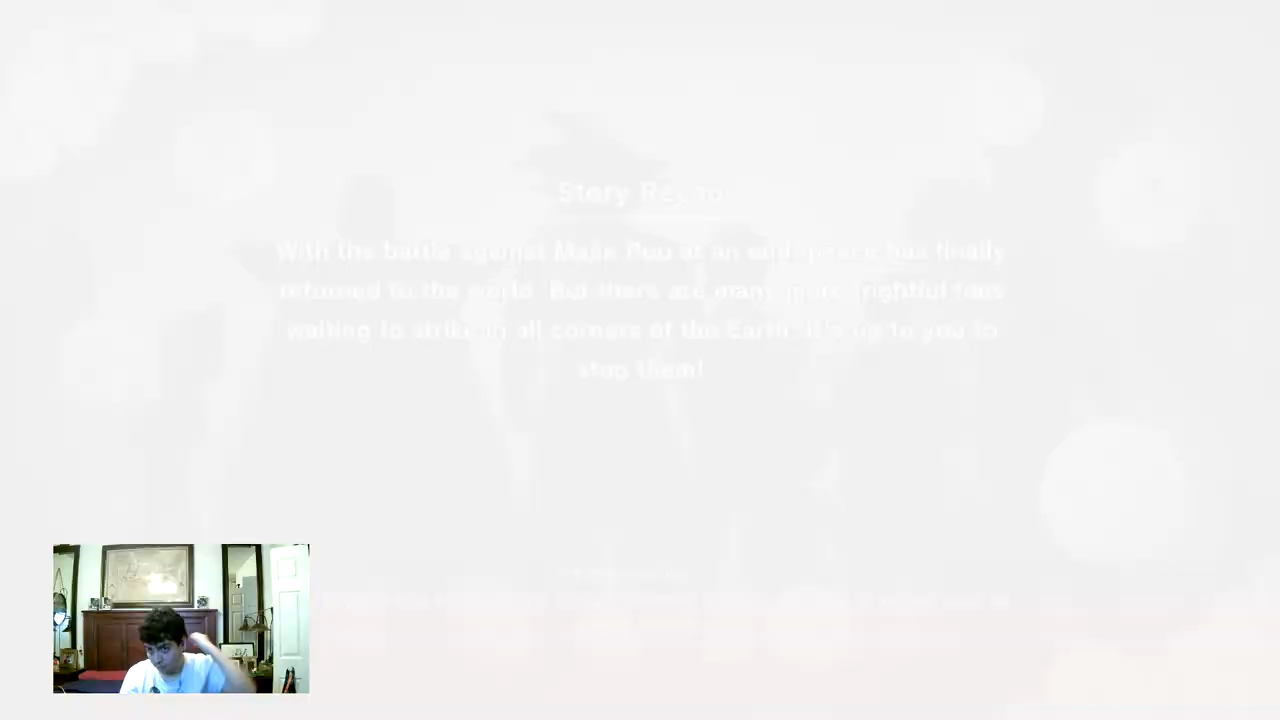 Story Recap
With the battle against Majin Buu at an end, peace has finally
returned to the world. But there are many more frightful foes
waiting to strike in all corners of the Earth. It's up to you to
stop them!